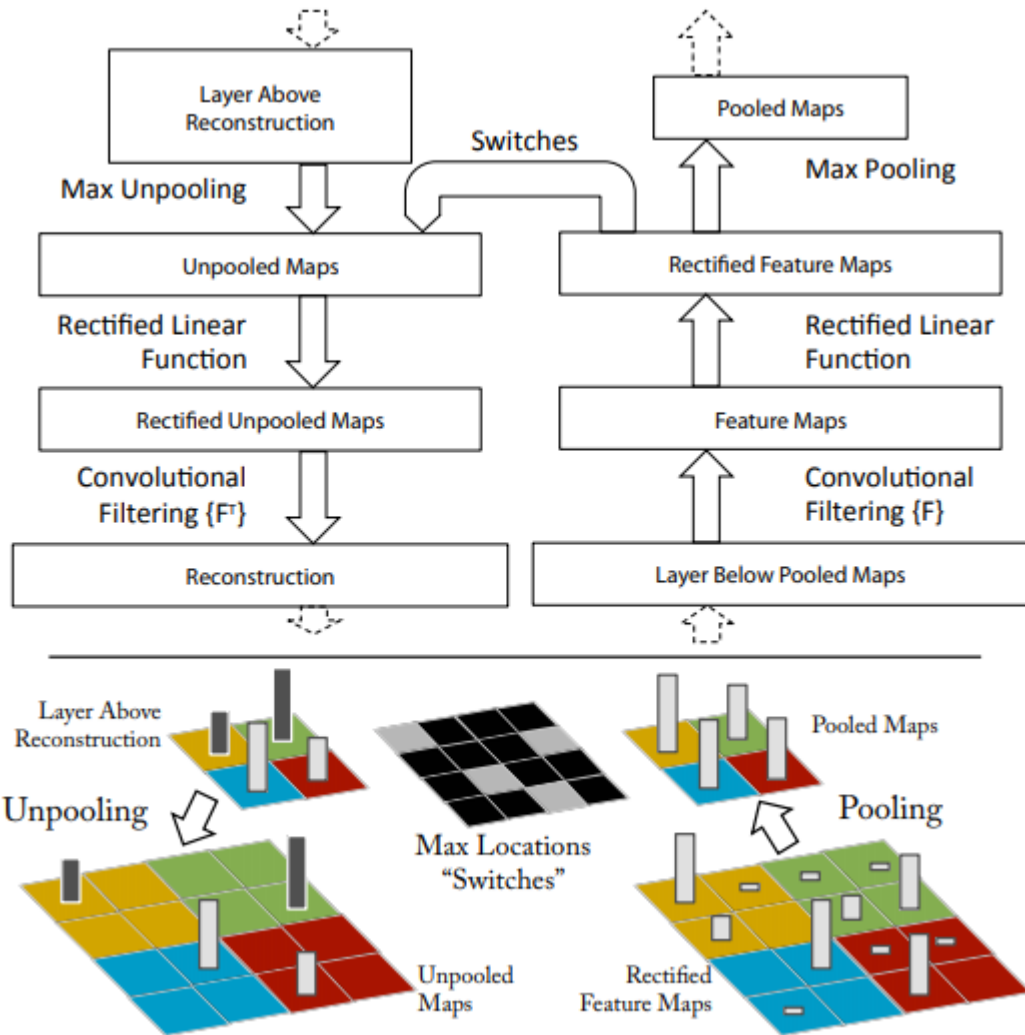 Layer Above
Reconstruction
Pooled Maps
Switches
Max Unpooling
Max Pooling
Unpooled Maps
Rectified Feature Maps
Rectified Linear
Function
Rectified Linear
Function
Rectified Unpooled Maps
Feature Maps
Convolutional
Filtering {Fᵀ}
Convolutional
Filtering {F}
Reconstruction
Layer Below Pooled Maps
Layer Above
Reconstruction
Pooled Maps
Unpooling
Pooling
Max Locations
“Switches”
Unpooled
Maps
Rectified
Feature Maps